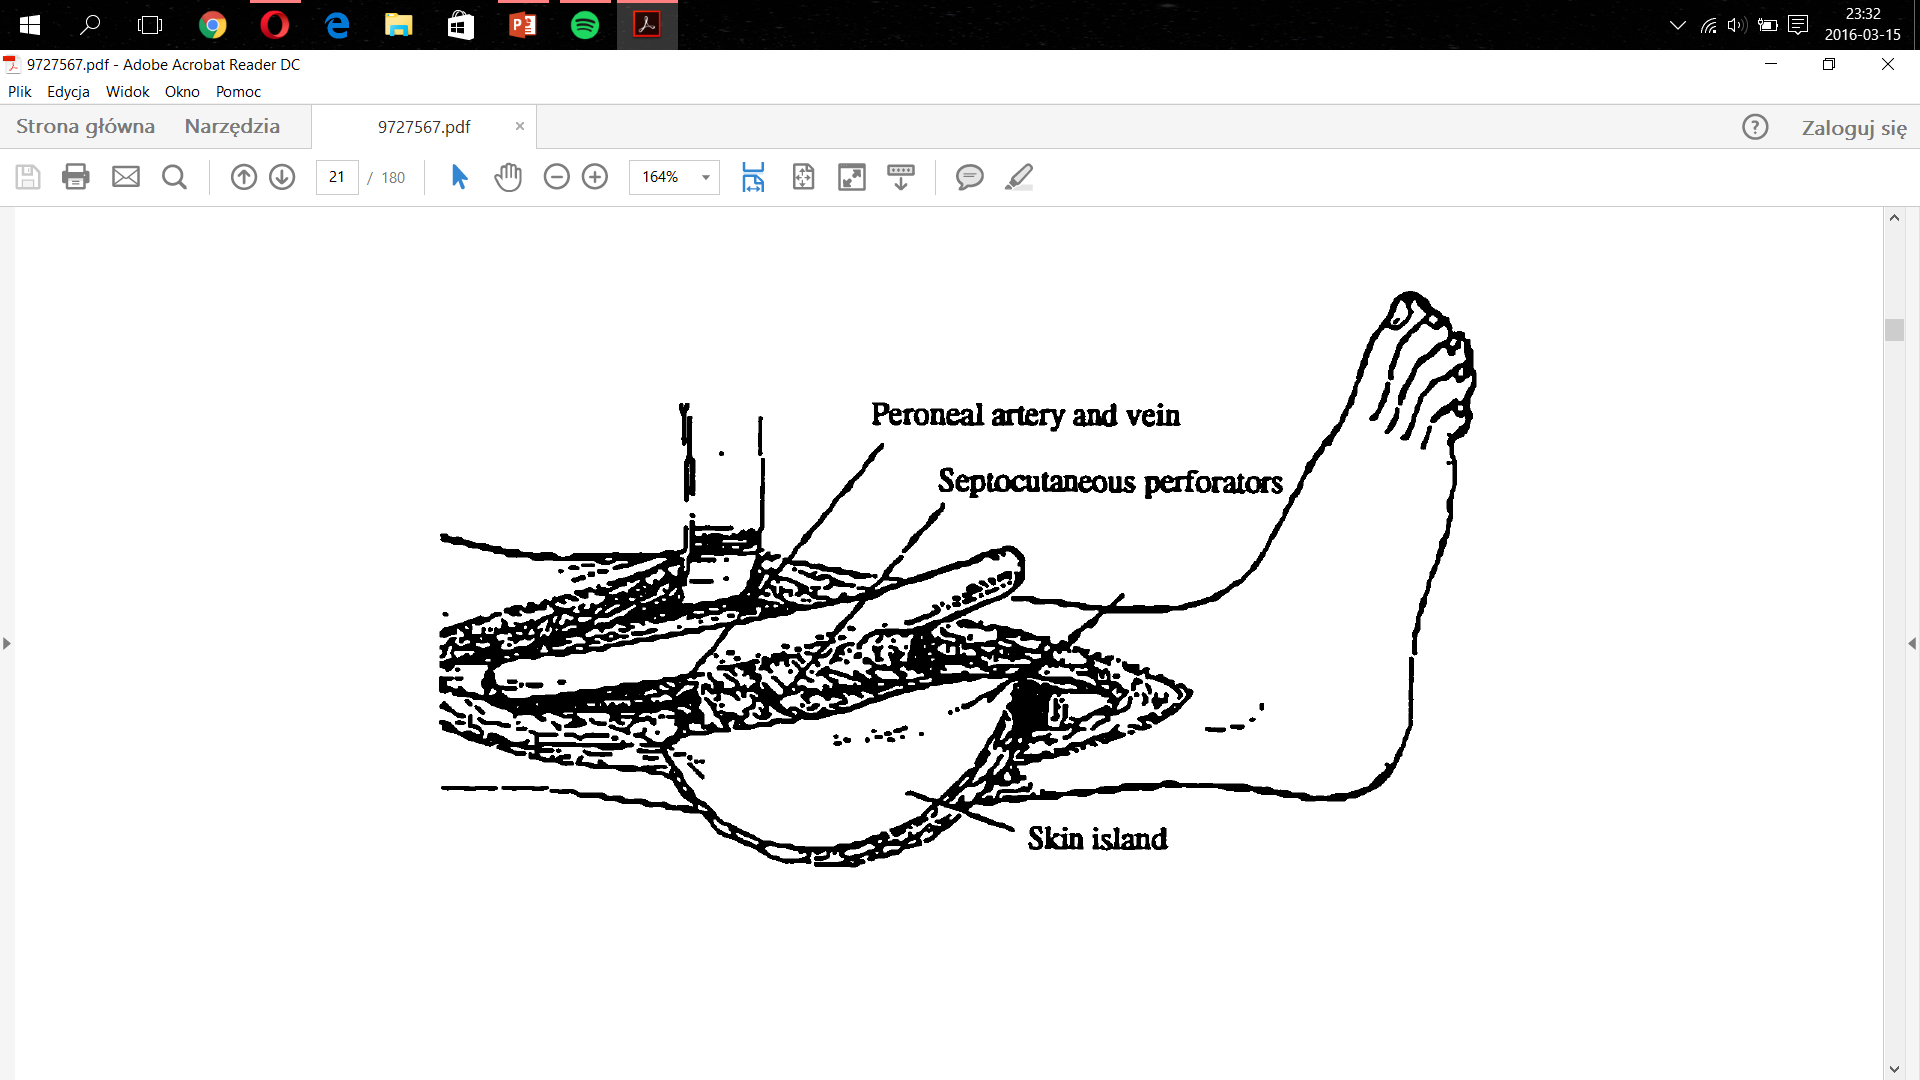 23:32
2016-03-15
9727567.pdf - Adobe Acrobat Reader DC
Plik Edycja Widok Okno Pomoc
Strona główna Narzędzia 9727567.pdf × ? Zaloguj się
21 / 180 164%
Peroneal artery and vein
Septocutaneous perforators
Skin island